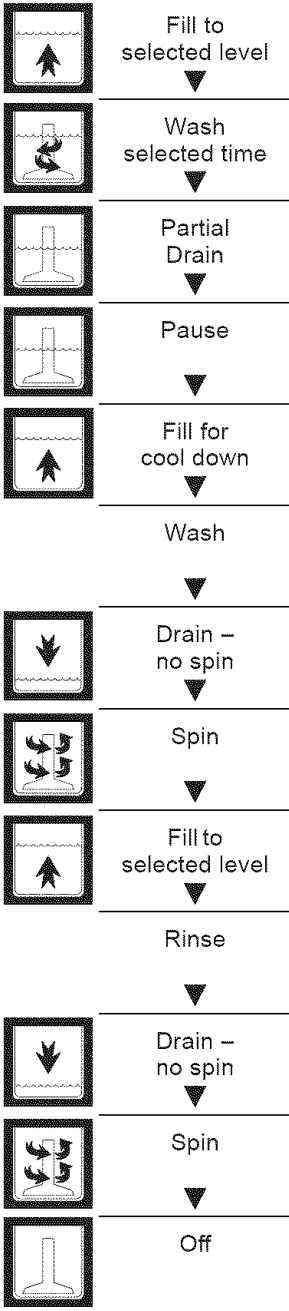 Fill to
selected level
Wash
selected time
Partial
Drain
Pause
Fill for
cool down
Wash
Drain –
no spin
Spin
Fill to
selected level
Rinse
Drain –
no spin
Spin
Off